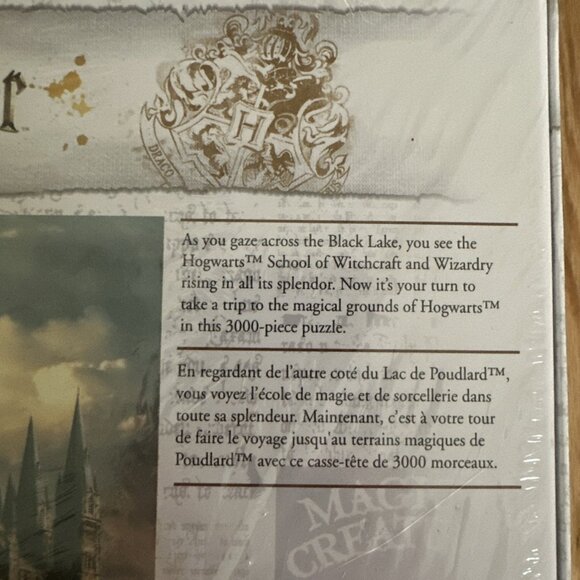 r
DRACO
H
As you gaze across the Black Lake, you see the
Hogwarts™ School of Witchcraft and Wizardry
rising in all its splendor. Now it's your turn to
take a trip to the magical grounds of Hogwarts™
in this 3000-piece puzzle.
En regardant de l'autre coté du Lac de Poudlard™,
vous voyez l'école de magie et de sorcellerie dans
toute sa splendeur. Maintenant, c'est à votre tour
de faire le voyage jusqu'au terrains magiques de
Poudlard™ avec ce casse-tête de 3000 morceaux.